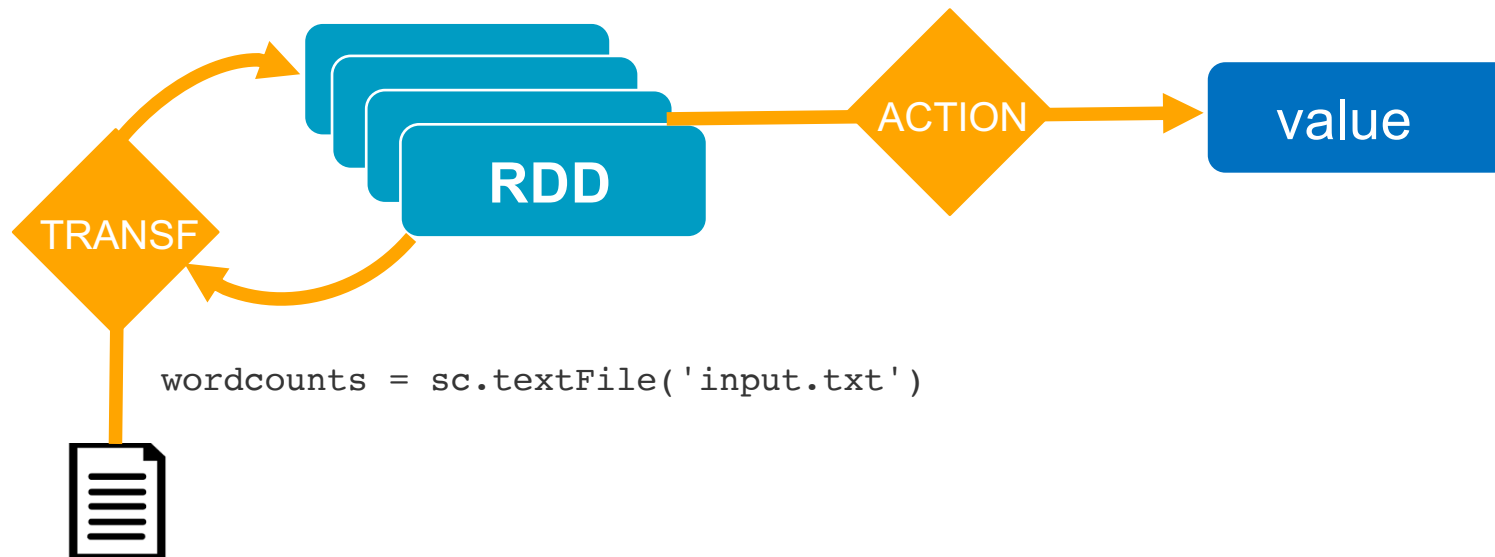 ACTION
value
RDD
TRANSF
wordcounts = sc.textFile('input.txt')